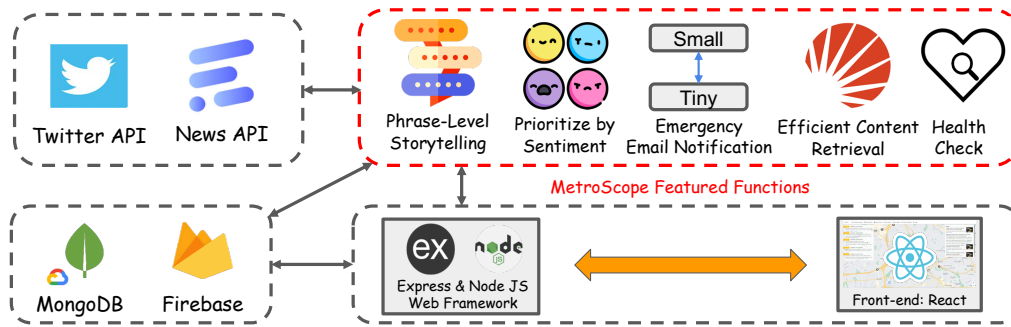 Twitter API
News API
Phrase-Level
Storytelling
Prioritize by
Sentiment
Small
Tiny
Emergency
Email Notification
Efficient Content
Retrieval
Health
Check
MetroScope Featured Functions
MongoDB
Firebase
ex
node
JS
Express & Node JS
Web Framework
Front-end: React